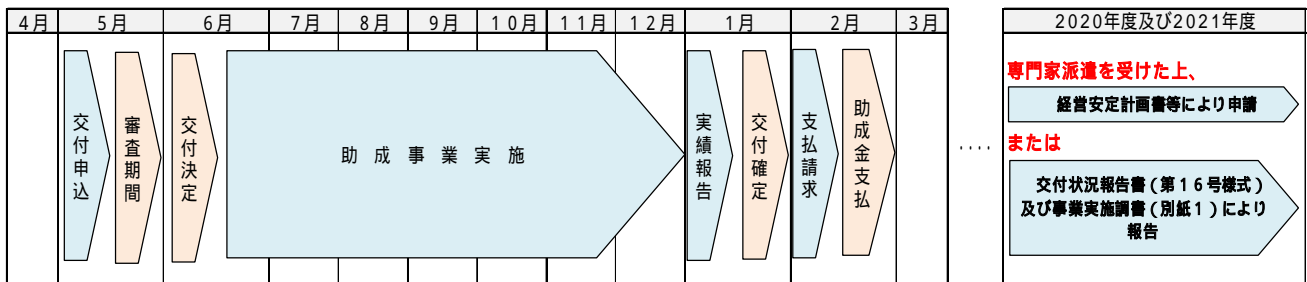 4月 5月 6月 7月 8月 9月 10月 11月 12月 1月 2月 3月 2020年度及び2021年度
交付申込
審査期間
交付決定
助成事業実施
実績報告
交付確定
支払請求
助成金支払
....
専門家派遣を受けた上、
経営安定計画書等により申請
または
交付状況報告書(第16号様式)
及び事業実施調書(別紙1)により
報告